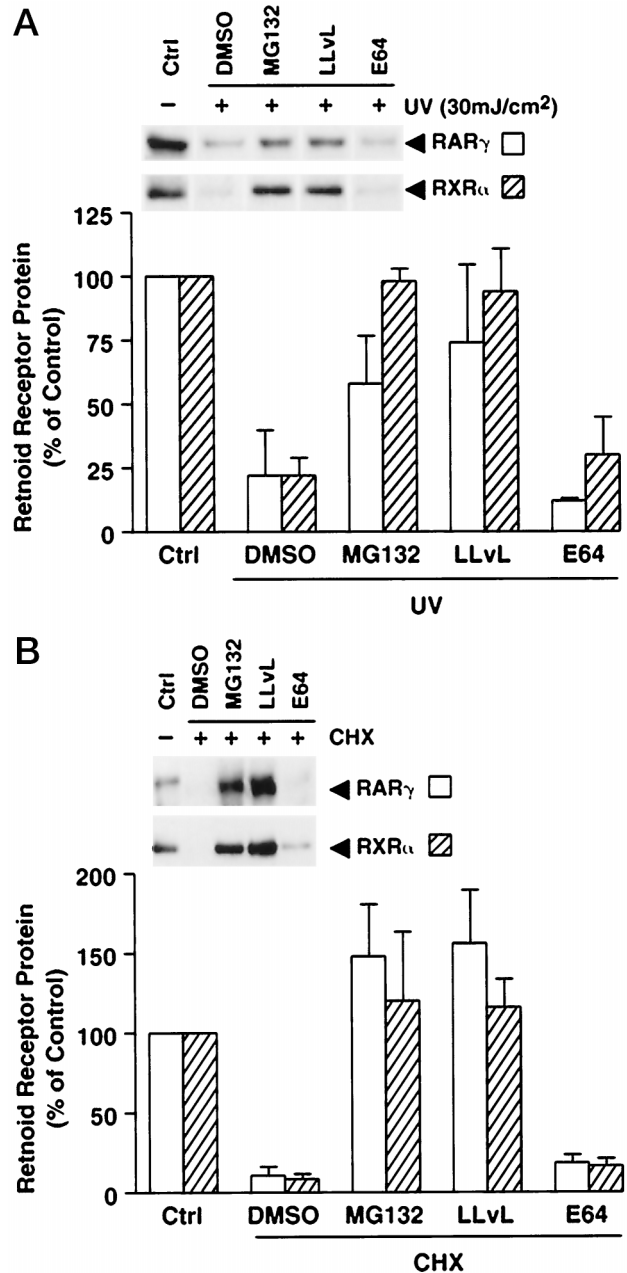 A
Ctrl DMSO MG132 LLvL E64
− + + + + UV (30mJ/cm²)
◀ RARγ
◀ RXRα
Retnoid Receptor Protein
(% of Control)
125
100
75
50
25
0
Ctrl DMSO MG132 LLvL E64
UV
B
Ctrl DMSO MG132 LLvL E64
− + + + + CHX
◀ RARγ
◀ RXRα
Retnoid Receptor Protein
(% of Control)
200
150
100
50
0
Ctrl DMSO MG132 LLvL E64
CHX